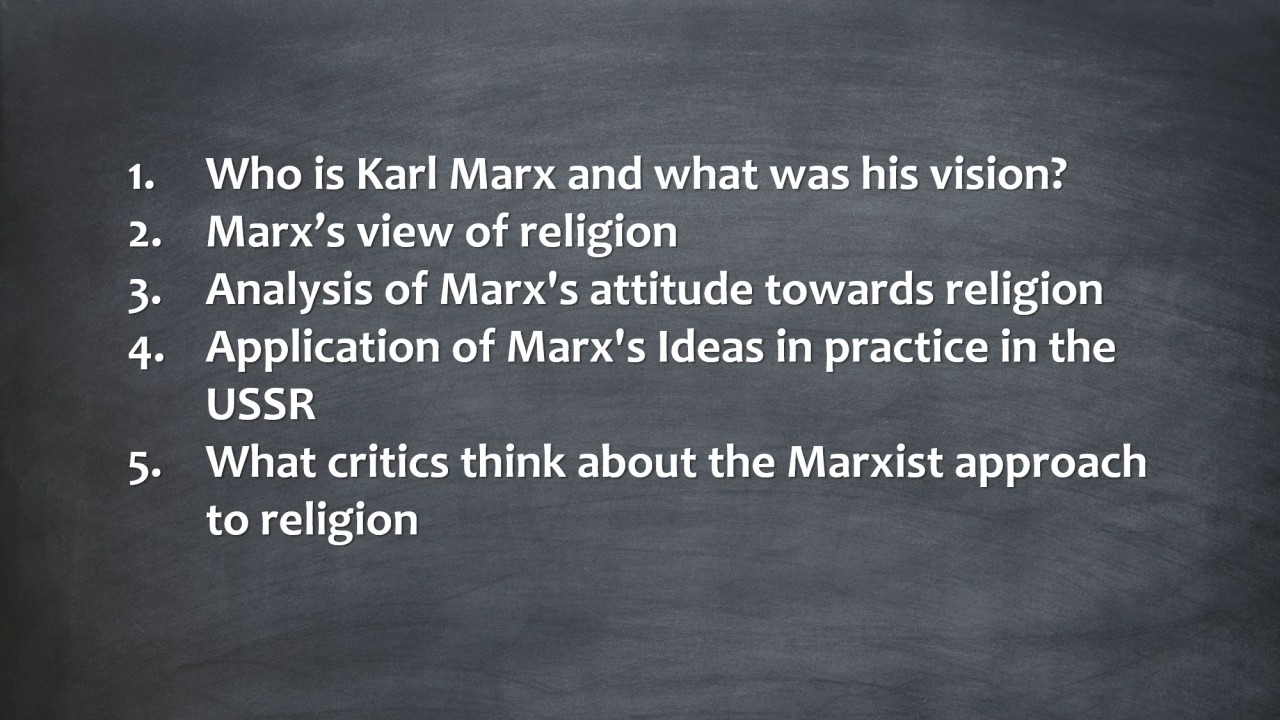 1. Who is Karl Marx and what was his vision?
2. Marx’s view of religion
3. Analysis of Marx's attitude towards religion
4. Application of Marx's Ideas in practice in the
USSR
5. What critics think about the Marxist approach
to religion